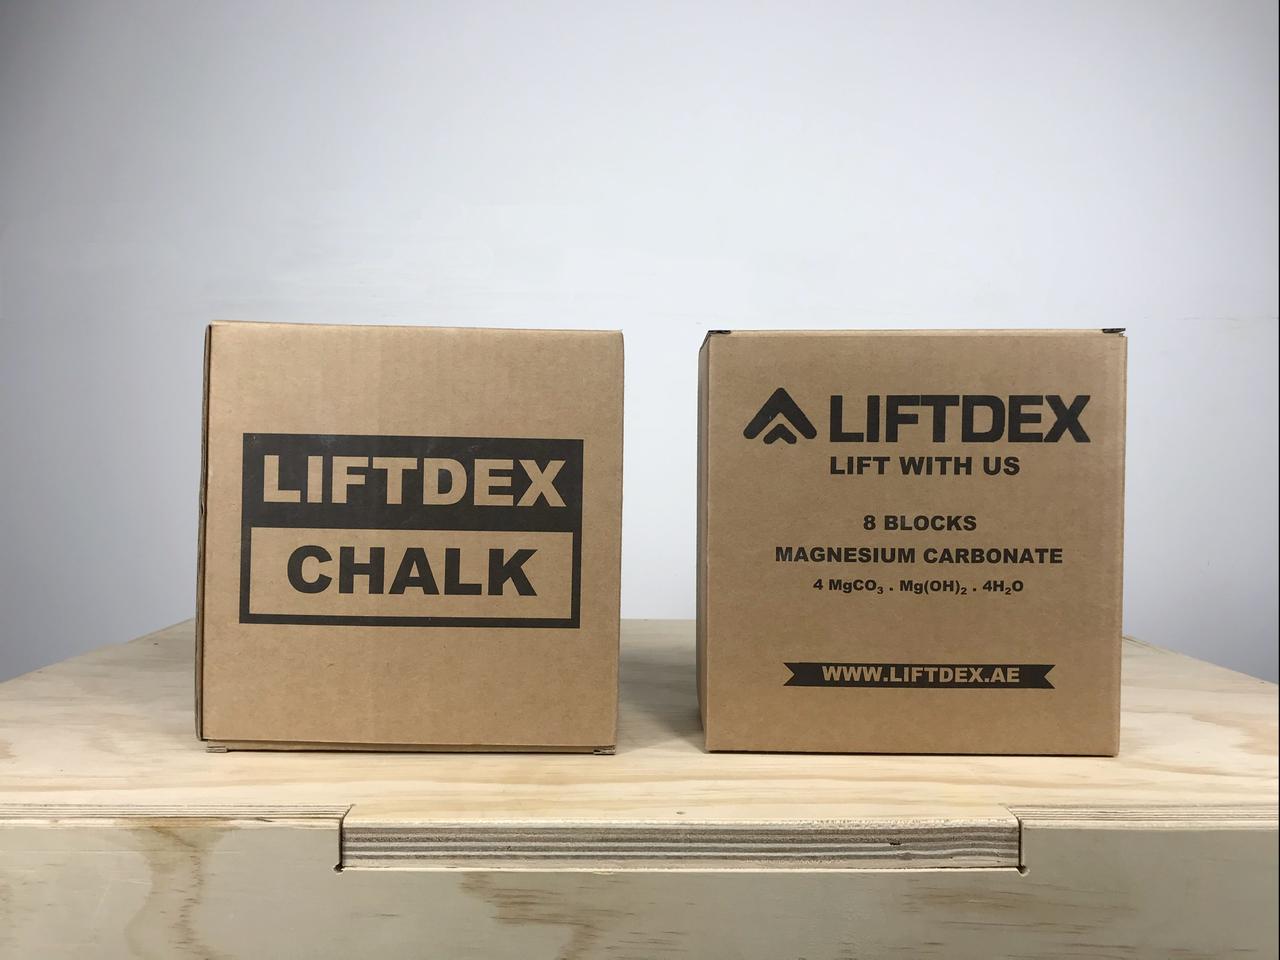 LIFTDEX
CHALK
LIFTDEX
LIFT WITH US
8 BLOCKS
MAGNESIUM CARBONATE
4 MgCO₃ . Mg(OH)₂ . 4H₂O
WWW.LIFTDEX.AE